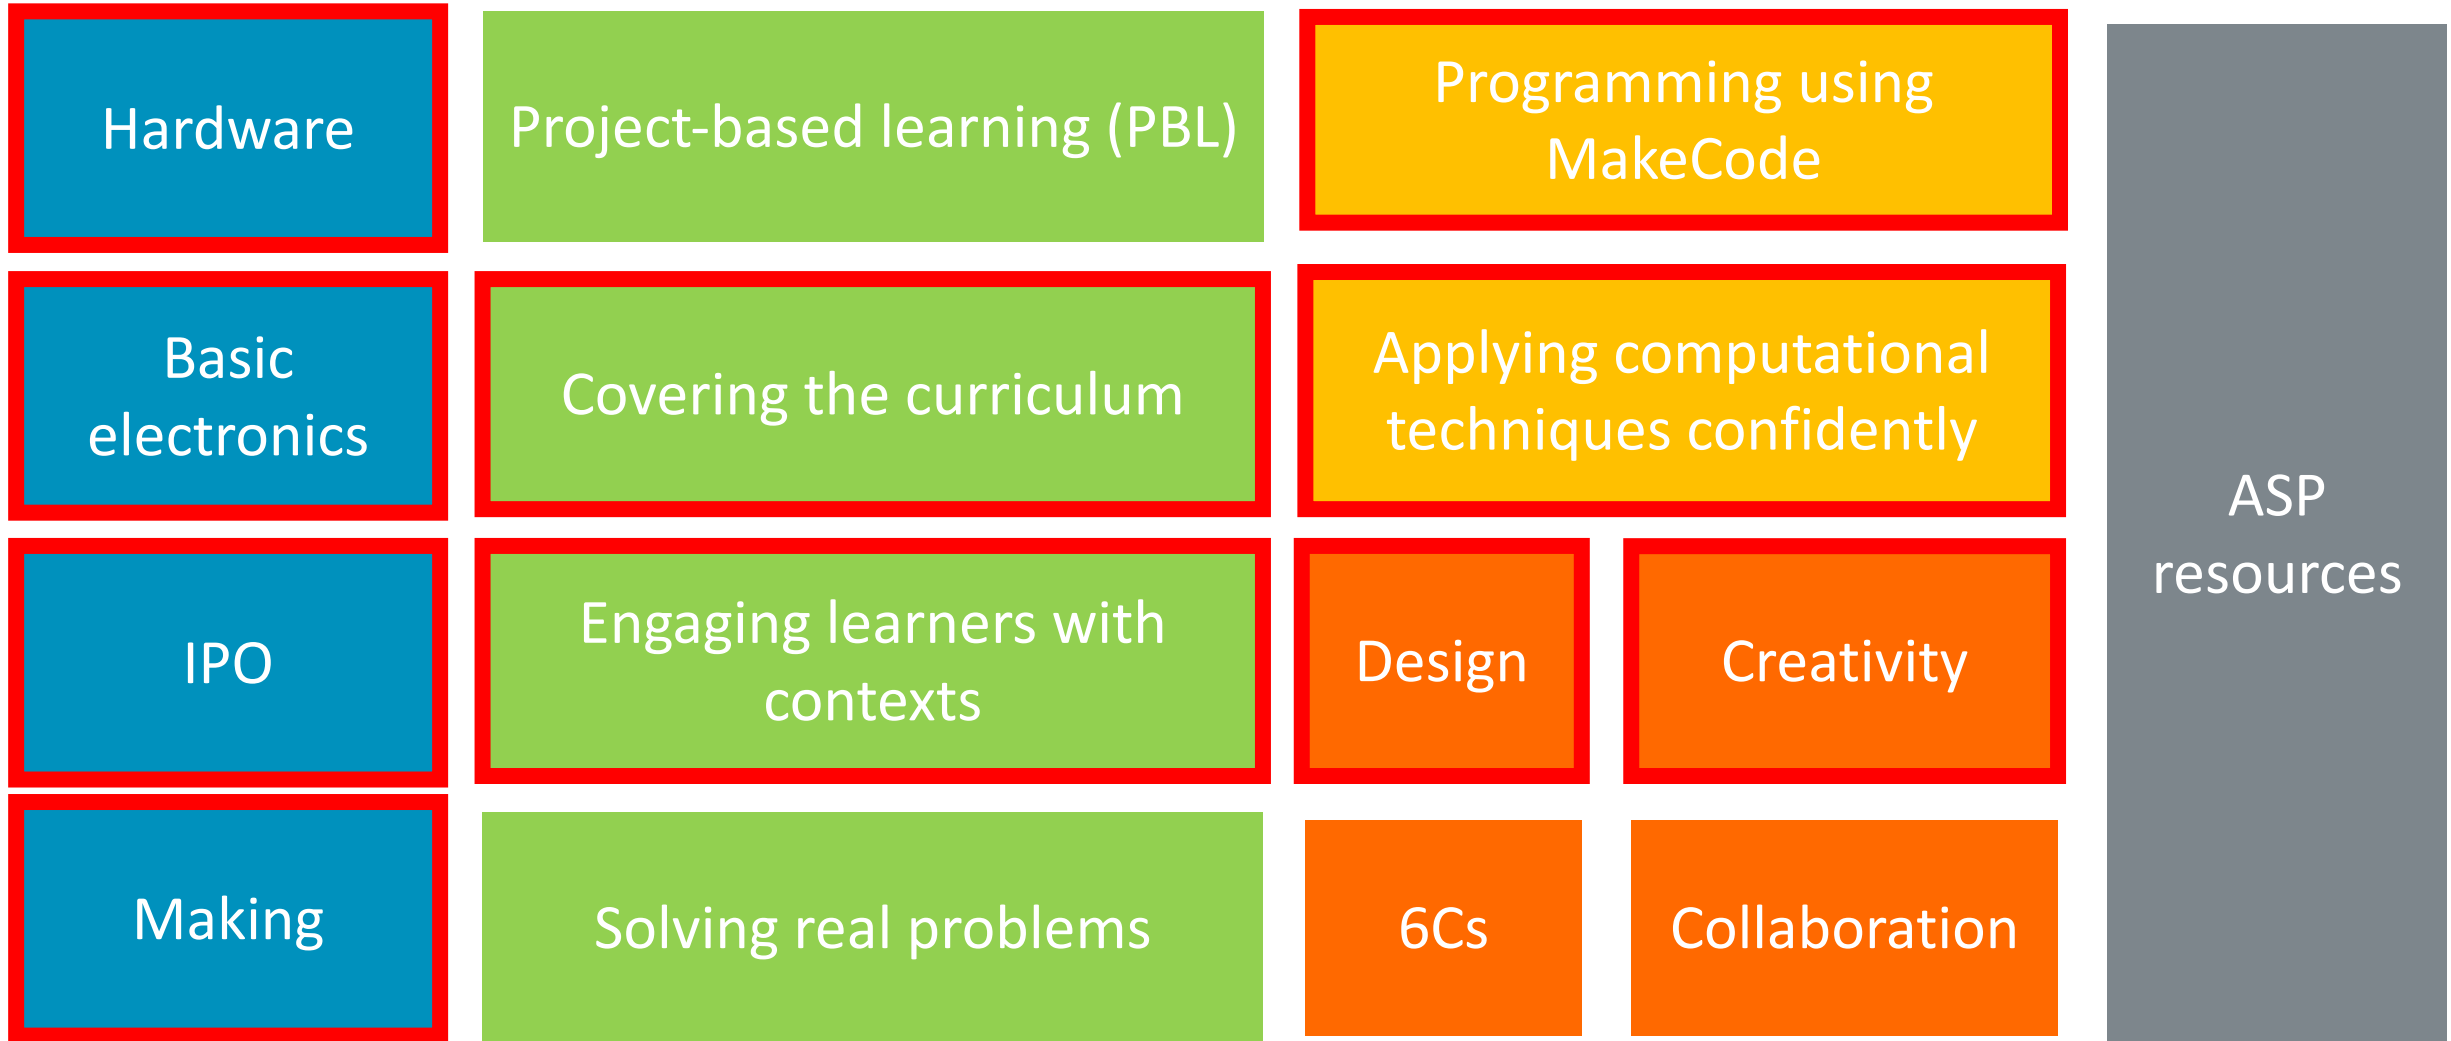 Hardware
Project-based learning (PBL)
Programming using
MakeCode
Basic
electronics
Covering the curriculum
Applying computational
techniques confidently
ASP
resources
IPO
Engaging learners with
contexts
Design
Creativity
Making
Solving real problems
6Cs
Collaboration